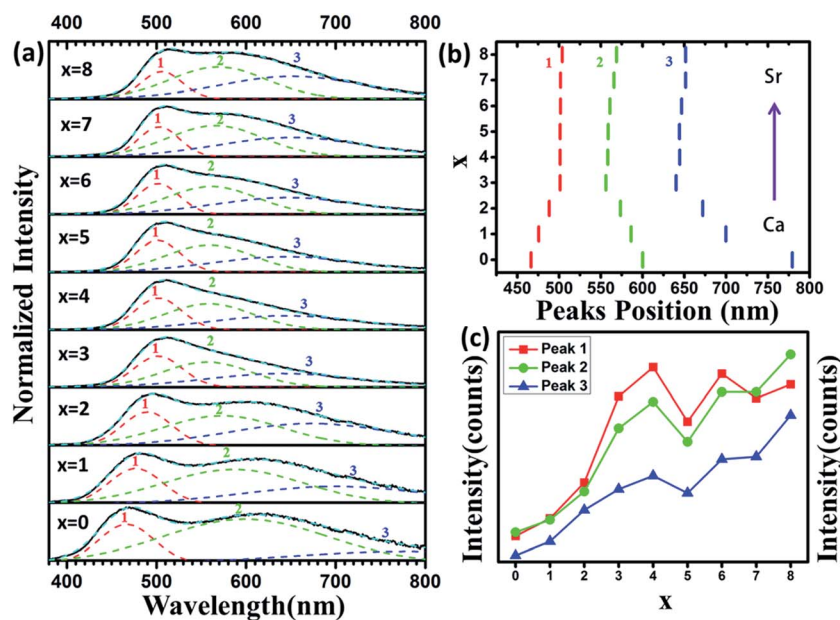 400 500 600 700 800
(a)
x=8
1
2
3
x=7
1
2
3
x=6
1
2
3
x=5
1
2
3
x=4
1
2
3
x=3
1
2
3
x=2
1
2
3
x=1
1
2
3
x=0
1
2
3
Normalized Intensity
400 500 600 700 800
Wavelength(nm)
(b)
8
7
6
5
4
3
2
1
0
x
1
2
3
Sr
Ca
450 500 550 600 650 700 750
Peaks Position (nm)
(c)
Peak 1
Peak 2
Peak 3
Intensity(counts)
Intensity(counts)
0 1 2 3 4 5 6 7 8
x